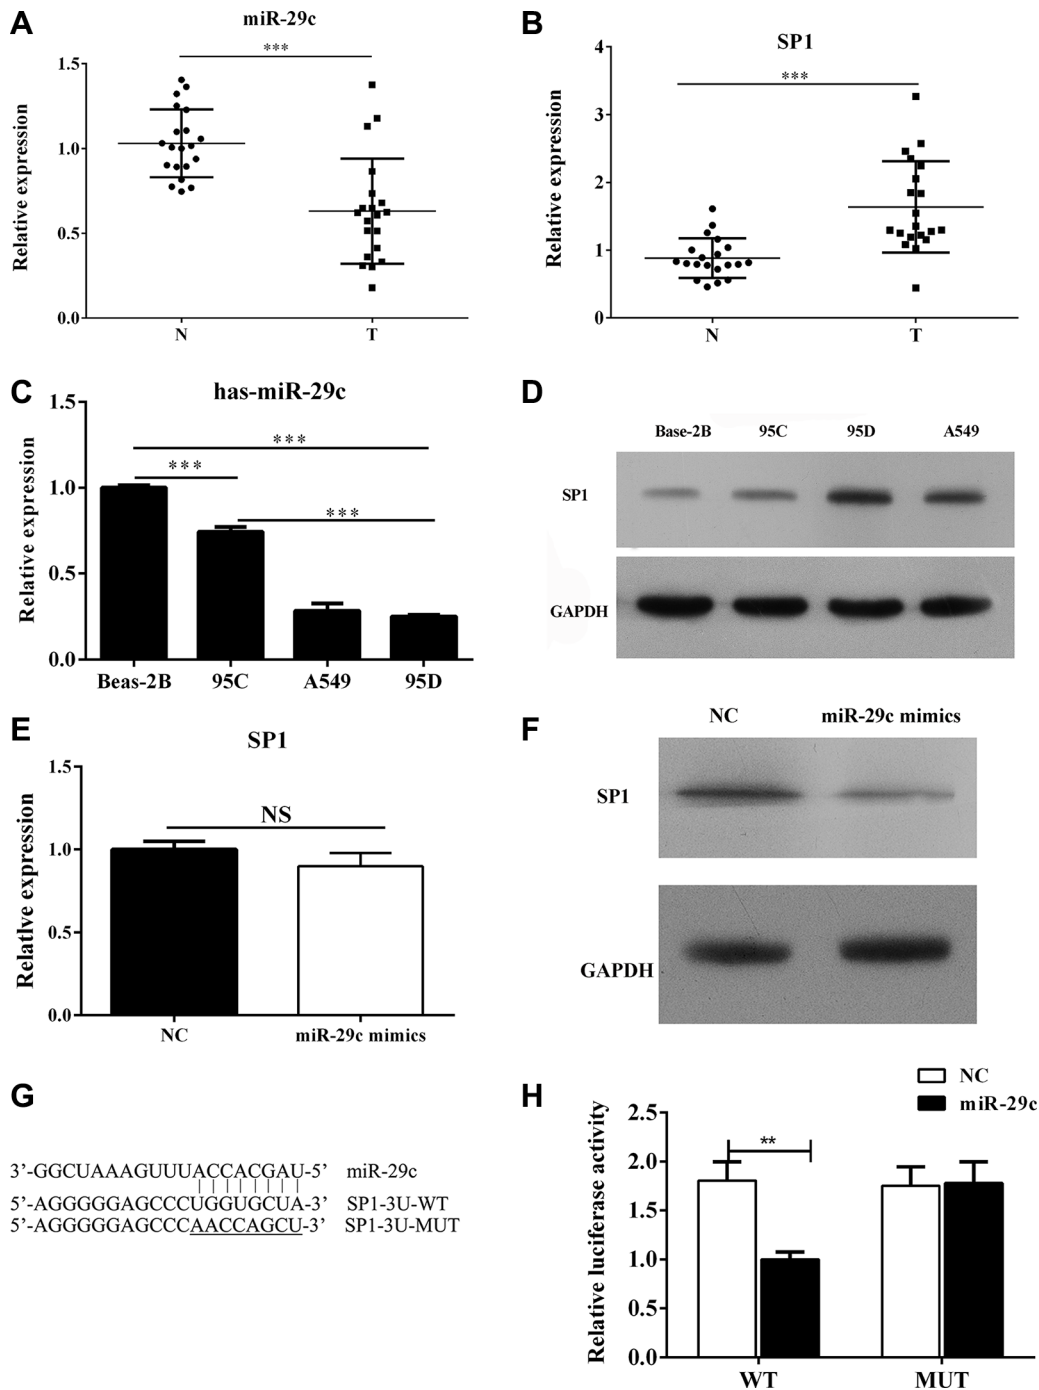 A
miR-29c
***
Relative expression
1.5
1.0
0.5
0.0
N
T
B
SP1
***
Relative expression
4
3
2
1
0
N
T
C
has-miR-29c
***
***
***
Relative expression
1.5
1.0
0.5
0.0
Beas-2B
95C
A549
95D
D
Base-2B
95C
95D
A549
SP1
GAPDH
E
SP1
NS
Relative expression
1.5
1.0
0.5
0.0
NC
miR-29c mimics
F
NC
miR-29c mimics
SP1
GAPDH
G
3’-GGCUAAAGUUUACCACGAU-5’ miR-29c
5’-AGGGGGAGCCCUGGUGCUA-3’ SP1-3U-WT
5’-AGGGGGAGCCCAACCAGCU-3’ SP1-3U-MUT
H
NC
miR-29c
**
Relative luciferase activity
2.5
2.0
1.5
1.0
0.5
0.0
WT
MUT